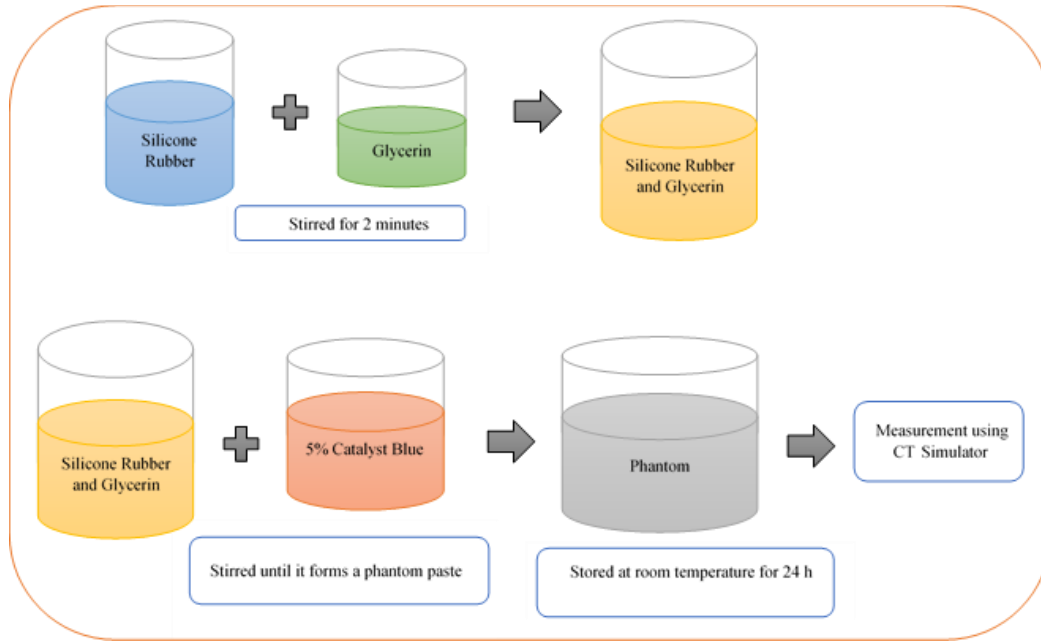 Silicone
Rubber
Glycerin
Silicone Rubber
and Glycerin
Stirred for 2 minutes
Silicone Rubber
and Glycerin
5% Catalyst Blue
Phantom
Measurement using
CT Simulator
Stirred until it forms a phantom paste
Stored at room temperature for 24 h